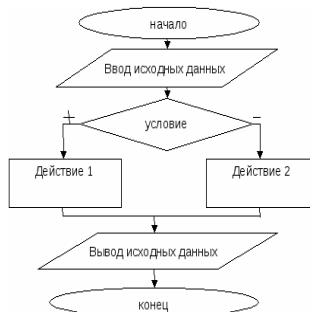 начало
Ввод исходных данных
+
условие
−
Действие 1
Действие 2
Вывод исходных данных
конец